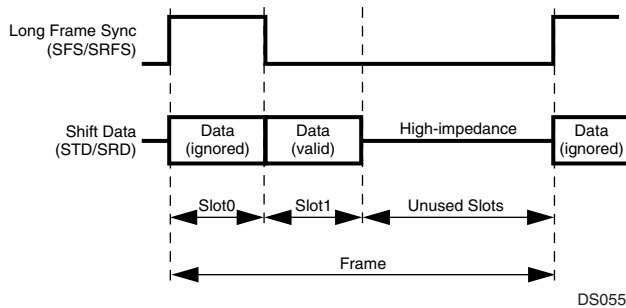 Long Frame Sync
(SFS/SRFS)
Shift Data
(STD/SRD)
Data
(ignored)
Data
(valid)
High-impedance
Data
(ignored)
Slot0
Slot1
Unused Slots
Frame
DS055